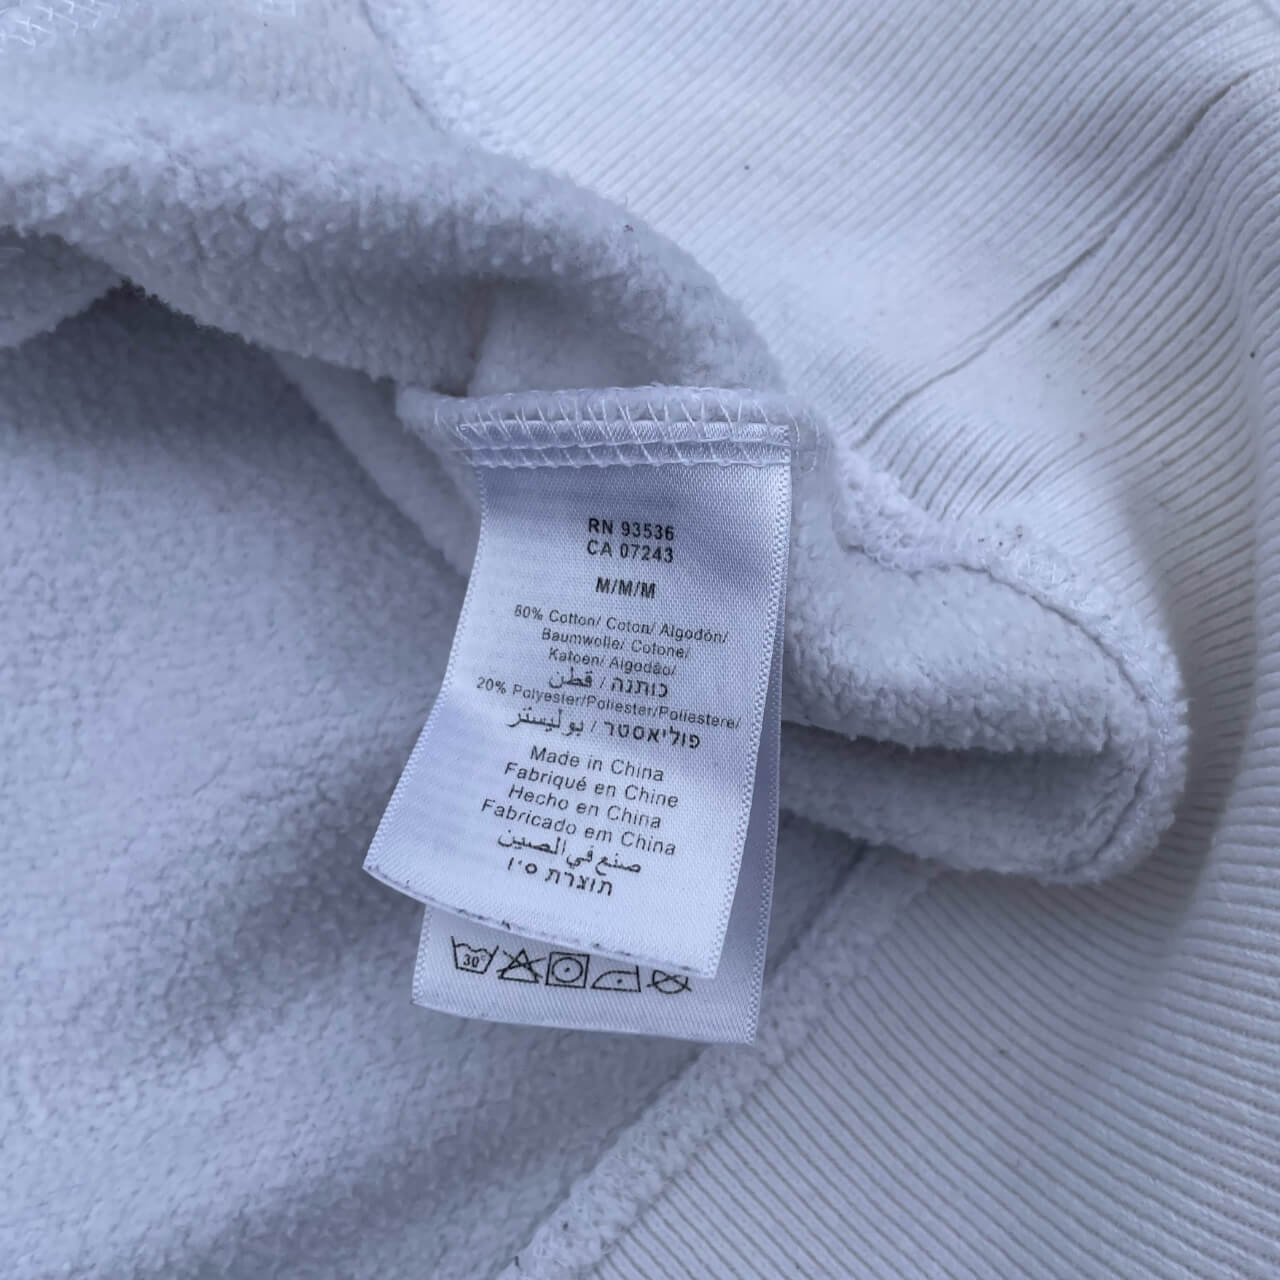 RN 93536
CA 07243
M/M/M
80% Cotton/ Coton/ Algodón/
Baumwolle/ Cotone/
Katoen/ Algodão/
כותנה / قطن
20% Polyester/Poliester/Poliestere/
פוליאסטר / بوليستر
Made in China
Fabriqué en Chine
Hecho en China
Fabricado em China
صنع في الصين
תוצרת סין
30°